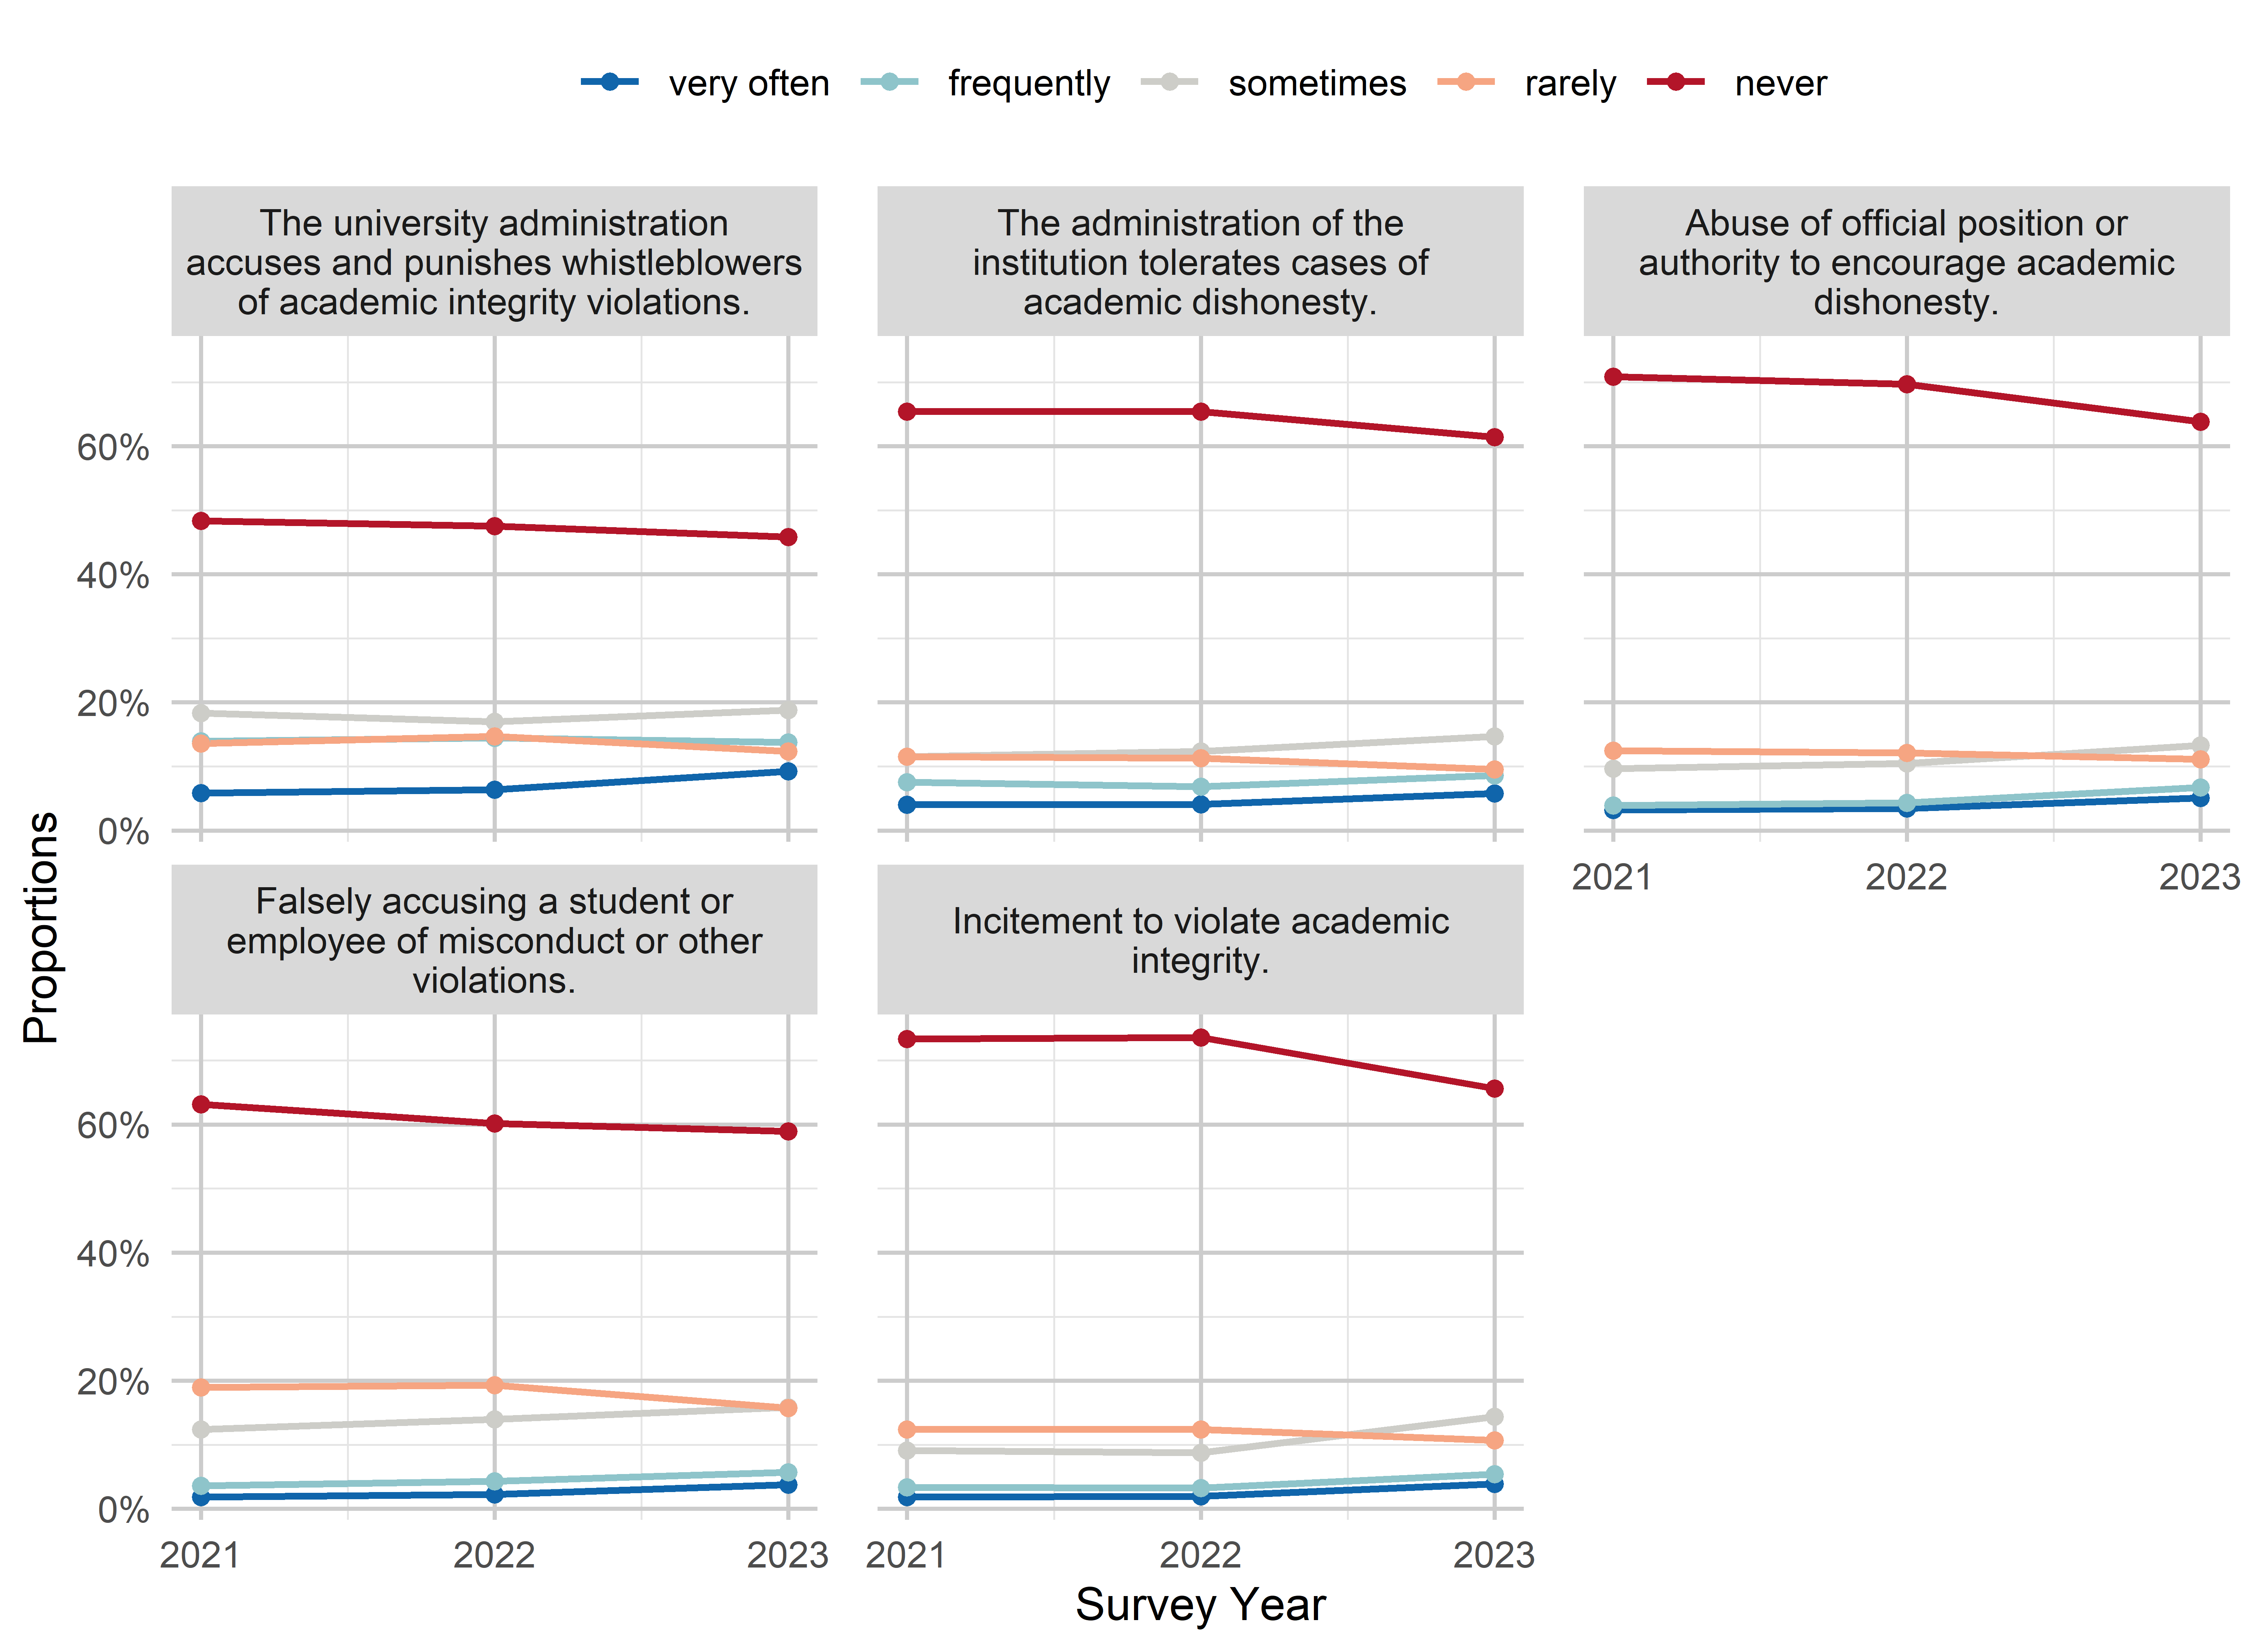 very often frequently sometimes rarely never
The university administration
accuses and punishes whistleblowers
of academic integrity violations.
The administration of the
institution tolerates cases of
academic dishonesty.
Abuse of official position or
authority to encourage academic
dishonesty.
60%
40%
20%
0%
2021 2022 2023
Proportions
Falsely accusing a student or
employee of misconduct or other
violations.
Incitement to violate academic
integrity.
60%
40%
20%
0%
2021 2022 2023
2021 2022 2023
Survey Year